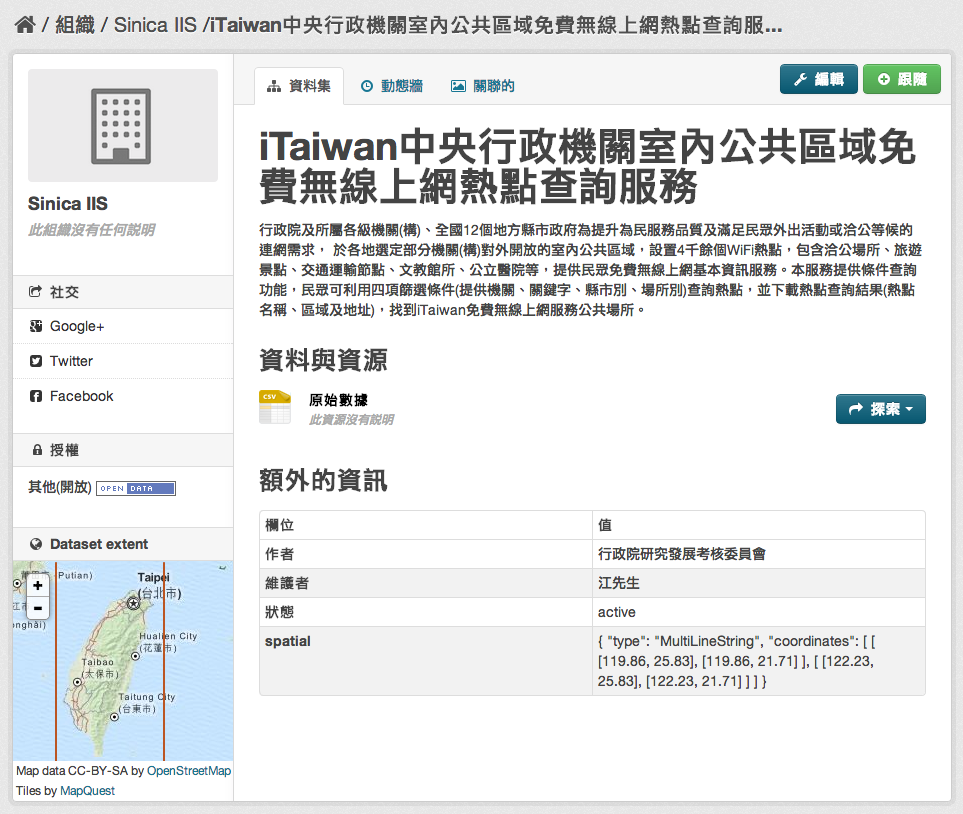 / 組織 / Sinica IIS /iTaiwan中央行政機關室內公共區域免費無線上網熱點查詢服...
資料集
動態牆
關聯的
編輯
跟隨
Sinica IIS
此組織沒有任何説明
社交
Google+
Twitter
Facebook
授權
其他(開放) OPEN DATA
Dataset extent
+
-
Putian)
Taipei
(台北市)
Hualien City
(花蓮市)
Taibao
(太保市)
Taitung City
(台東市)
Map data CC-BY-SA by OpenStreetMap
Tiles by MapQuest
iTaiwan中央行政機關室內公共區域免
費無線上網熱點查詢服務
行政院及所屬各級機關(構)、全國12個地方縣市政府為提升為民服務品質及滿足民眾外出活動或洽公等候的
連網需求， 於各地選定部分機關(構)對外開放的室內公共區域，設置4千餘個WiFi熱點，包含洽公場所、旅遊
景點、交通運輸節點、文教館所、公立醫院等，提供民眾免費無線上網基本資訊服務。本服務提供條件查詢
功能，民眾可利用四項篩選條件(提供機關、關鍵字、縣市別、場所別)查詢熱點，並下載熱點查詢結果(熱點
名稱、區域及地址)，找到iTaiwan免費無線上網服務公共場所。
資料與資源
CSV
原始數據
此資源沒有説明
探索
額外的資訊
欄位 值
作者 行政院研究發展考核委員會
維護者 江先生
狀態 active
spatial { "type": "MultiLineString", "coordinates": [ [
[119.86, 25.83], [119.86, 21.71] ], [ [122.23,
25.83], [122.23, 21.71] ] ] }